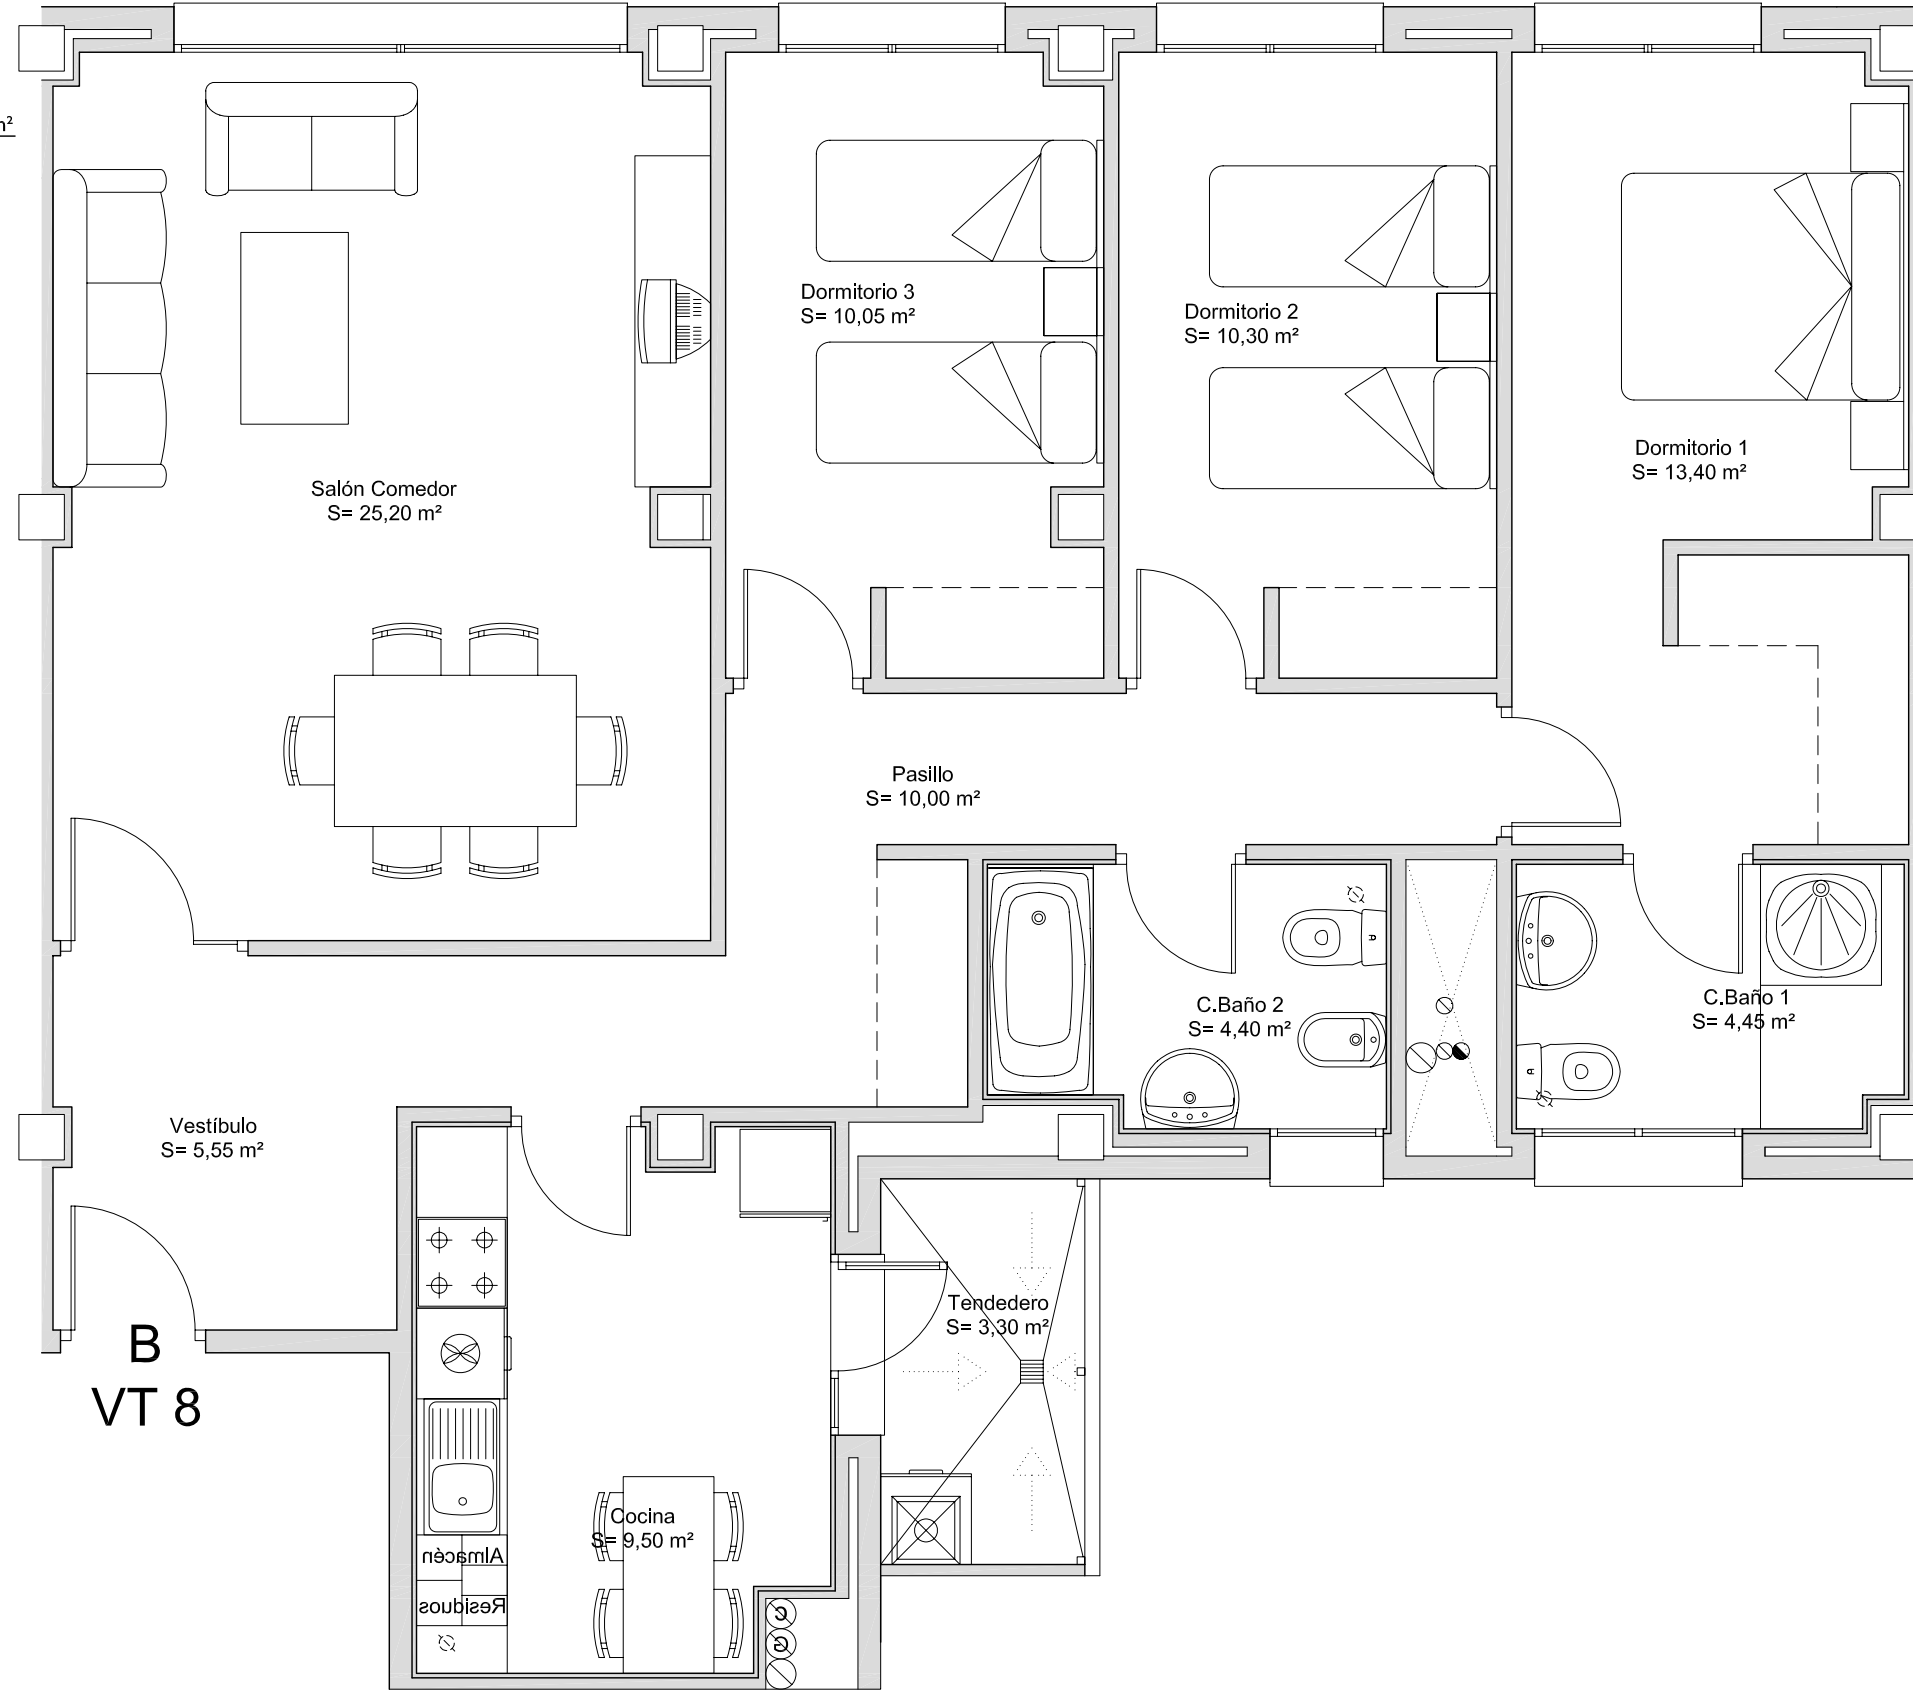 m²
Dormitorio 3
S= 10,05 m²
Dormitorio 2
S= 10,30 m²
Dormitorio 1
S= 13,40 m²
Salón Comedor
S= 25,20 m²
Pasillo
S= 10,00 m²
C.Baño 2
S= 4,40 m²
C.Baño 1
S= 4,45 m²
Vestíbulo
S= 5,55 m²
Tendedero
S= 3,30 m²
B
VT 8
Cocina
S= 9,50 m²
Almacén
Residuos
C
G